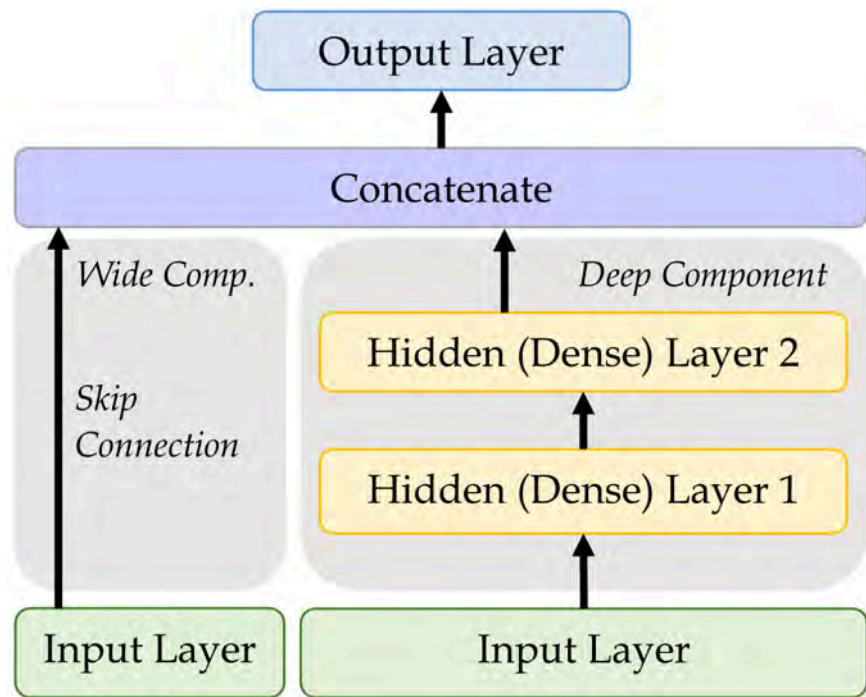 Output Layer
Concatenate
Wide Comp.
Deep Component
Hidden (Dense) Layer 2
Skip
Connection
Hidden (Dense) Layer 1
Input Layer
Input Layer